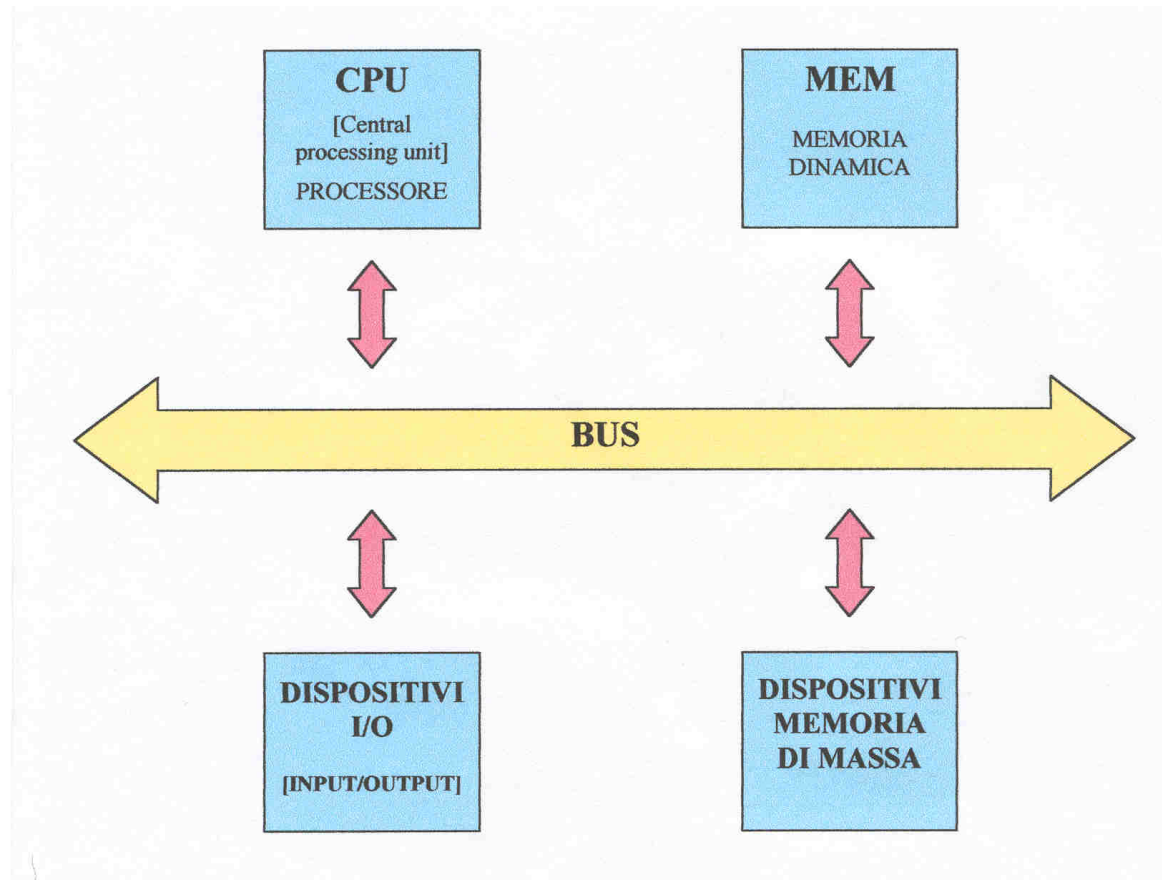 CPU
[Central
processing unit]
PROCESSORE
MEM
MEMORIA
DINAMICA
BUS
DISPOSITIVI
I/O
[INPUT/OUTPUT]
DISPOSITIVI
MEMORIA
DI MASSA